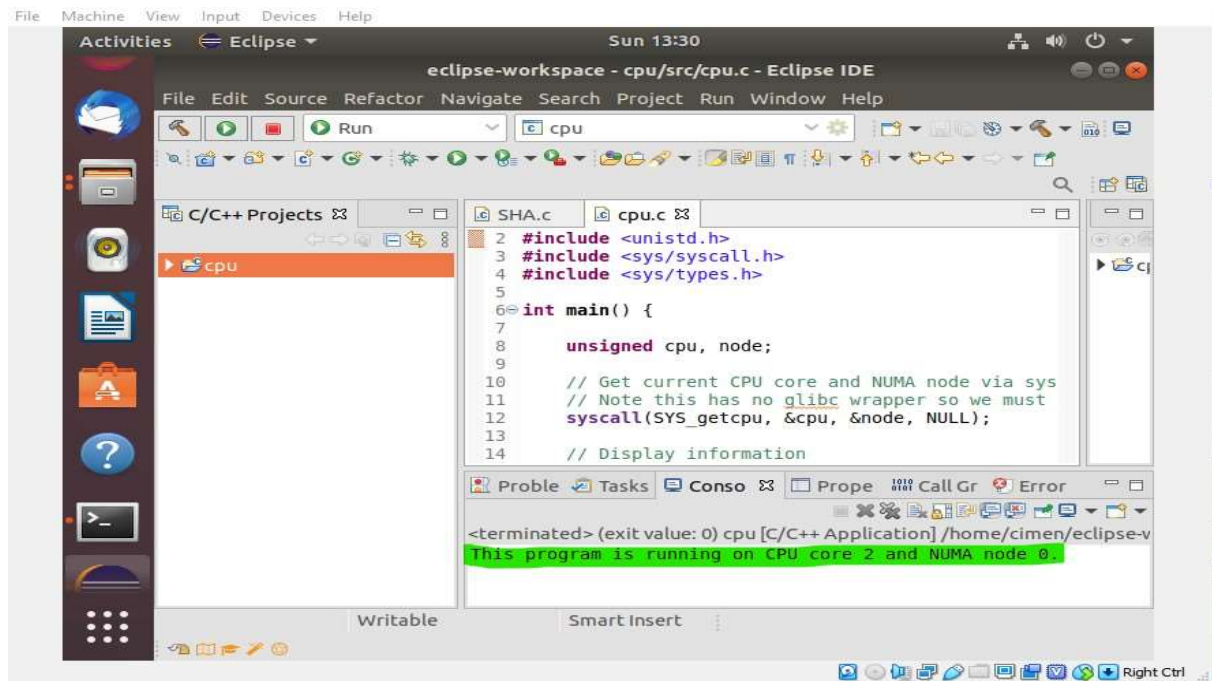 File Machine View Input Devices Help
Activities Eclipse Sun 13:30
eclipse-workspace - cpu/src/cpu.c - Eclipse IDE
File Edit Source Refactor Navigate Search Project Run Window Help
Run cpu
C/C++ Projects
SHA.c cpu.c
cpu
2 #include <unistd.h>
3 #include <sys/syscall.h>
4 #include <sys/types.h>
5
6 int main() {
7
8 unsigned cpu, node;
9
10 // Get current CPU core and NUMA node via sys
11 // Note this has no glibc wrapper so we must
12 syscall(SYS_getcpu, &cpu, &node, NULL);
13
14 // Display information
Proble Tasks Conso Prope Call Gr Error
<terminated> (exit value: 0) cpu [C/C++ Application] /home/cimen/eclipse-v
This program is running on CPU core 2 and NUMA node 0.
Writable Smart Insert
Right Ctrl